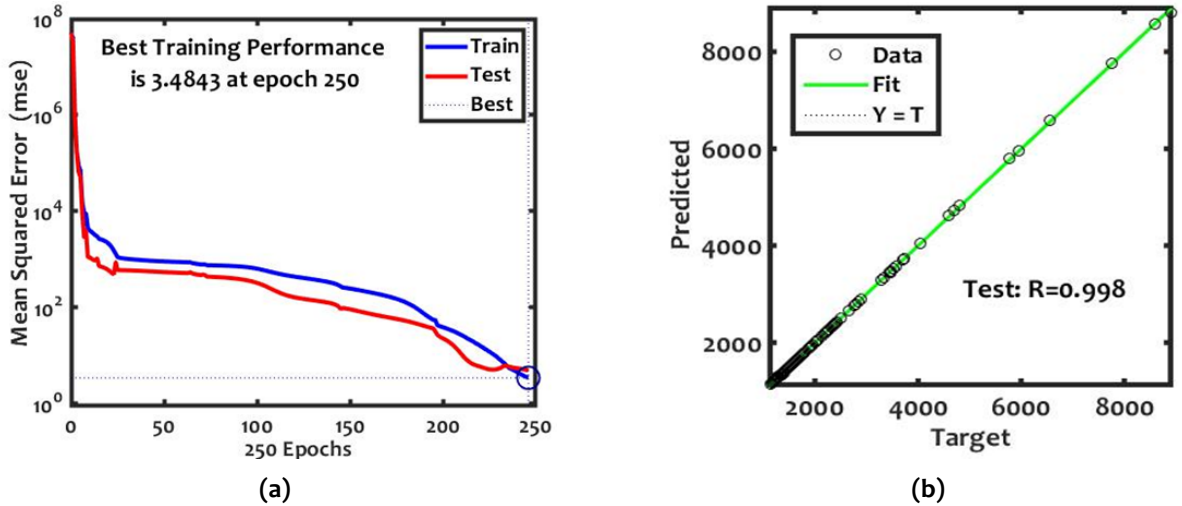 Best Training Performance
is 3.4843 at epoch 250
Train
Test
Best
Mean Squared Error (mse)
10^8
10^6
10^4
10^2
10^0
0
50
100
150
200
250
250 Epochs
(a)
Data
Fit
Y = T
Test: R=0.998
Predicted
8000
6000
4000
2000
2000
4000
6000
8000
Target
(b)